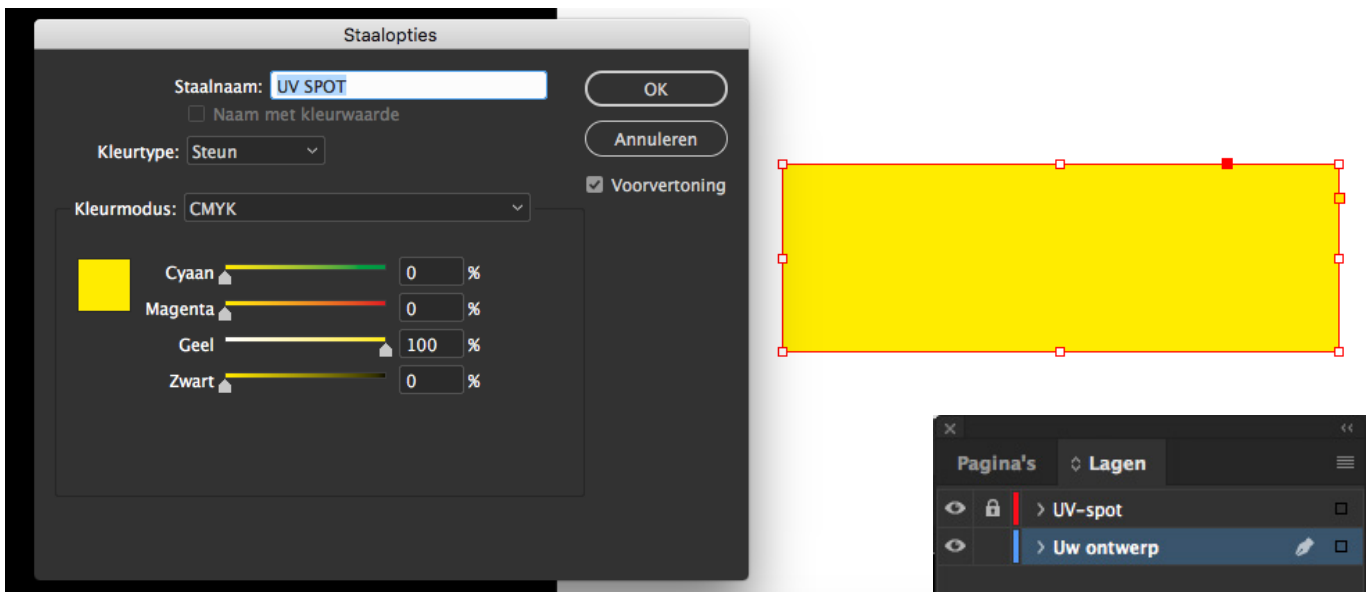 Staalopties
Staalnaam: UV SPOT
OK
Naam met kleurwaarde
Annuleren
Kleurtype: Steun
Voorvertoning
Kleurmodus: CMYK
Cyaan 0 %
Magenta 0 %
Geel 100 %
Zwart 0 %
Pagina's Lagen
UV-spot
Uw ontwerp